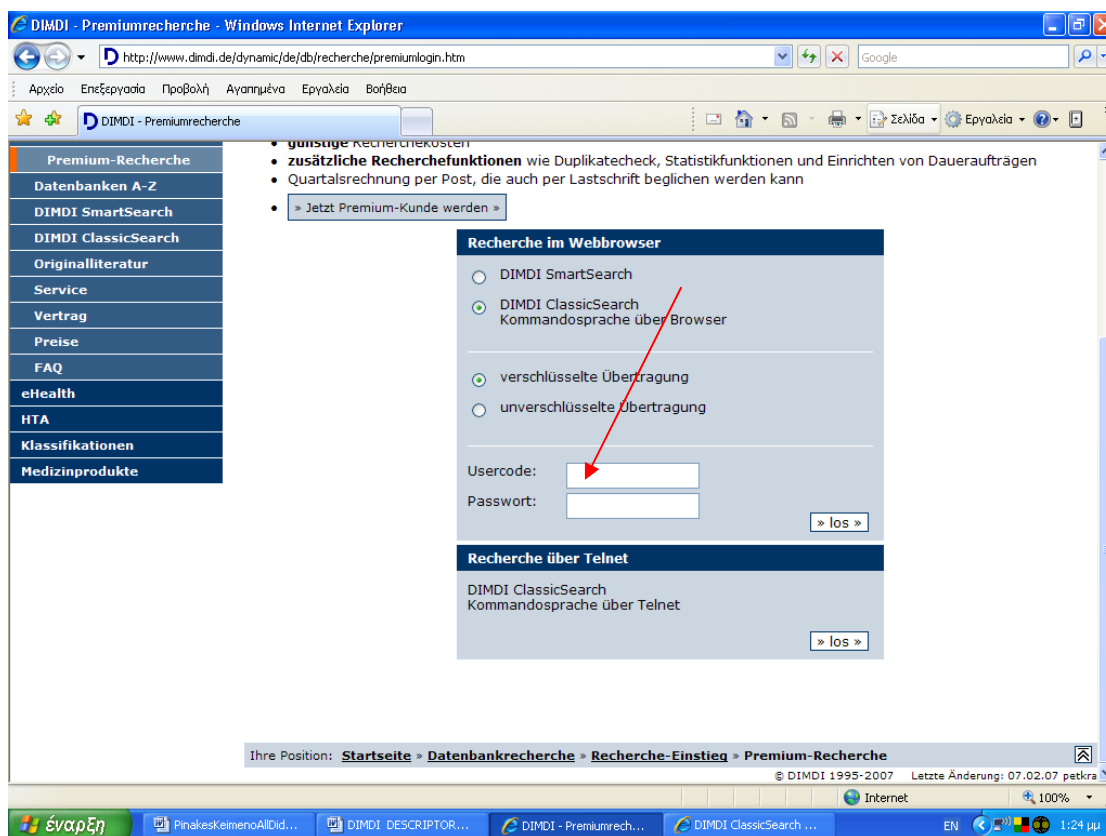 DIMDI - Premiumrecherche - Windows Internet Explorer
http://www.dimdi.de/dynamic/de/db/recherche/premiumlogin.htm
Google
Αρχείο Επεξεργασία Προβολή Αγαπημένα Εργαλεία Βοήθεια
DIMDI - Premiumrecherche
Σελίδα Εργαλεία
günstige Recherchekosten
Premium-Recherche
zusätzliche Recherchefunktionen wie Duplikatecheck, Statistikfunktionen und Einrichten von Daueraufträgen
Datenbanken A-Z
Quartalsrechnung per Post, die auch per Lastschrift beglichen werden kann
DIMDI SmartSearch
» Jetzt Premium-Kunde werden »
DIMDI ClassicSearch
Originalliteratur
Service
Vertrag
Preise
FAQ
eHealth
HTA
Klassifikationen
Medizinprodukte
Recherche im Webbrowser
DIMDI SmartSearch
DIMDI ClassicSearch
Kommandosprache über Browser
verschlüsselte Übertragung
unverschlüsselte Übertragung
Usercode:
Passwort:
» los »
Recherche über Telnet
DIMDI ClassicSearch
Kommandosprache über Telnet
» los »
Ihre Position: Startseite » Datenbankrecherche » Recherche-Einstieg » Premium-Recherche
© DIMDI 1995-2007 Letzte Änderung: 07.02.07 petkra
Internet 100%
έναρξη PinakesKeimenoAllDid... DIMDI DESCRIPTOR... DIMDI - Premiumrech... DIMDI ClassicSearch ... EN 1:24 μμ